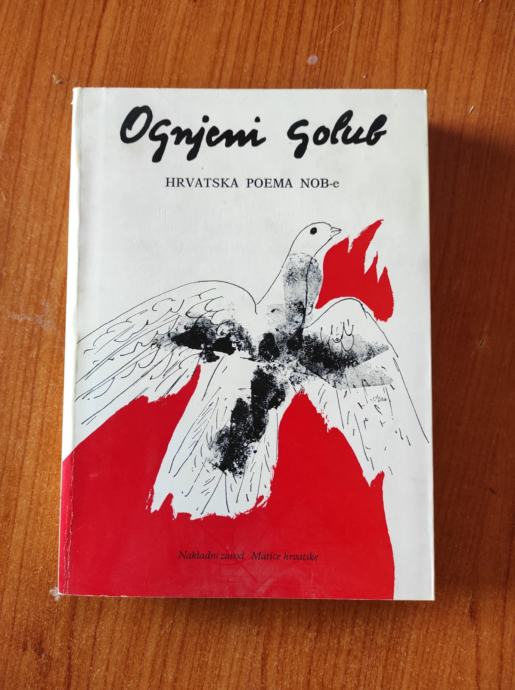 Ognjeni golub
HRVATSKA POEMA NOB-e
Nakladni zavod Matice hrvatske